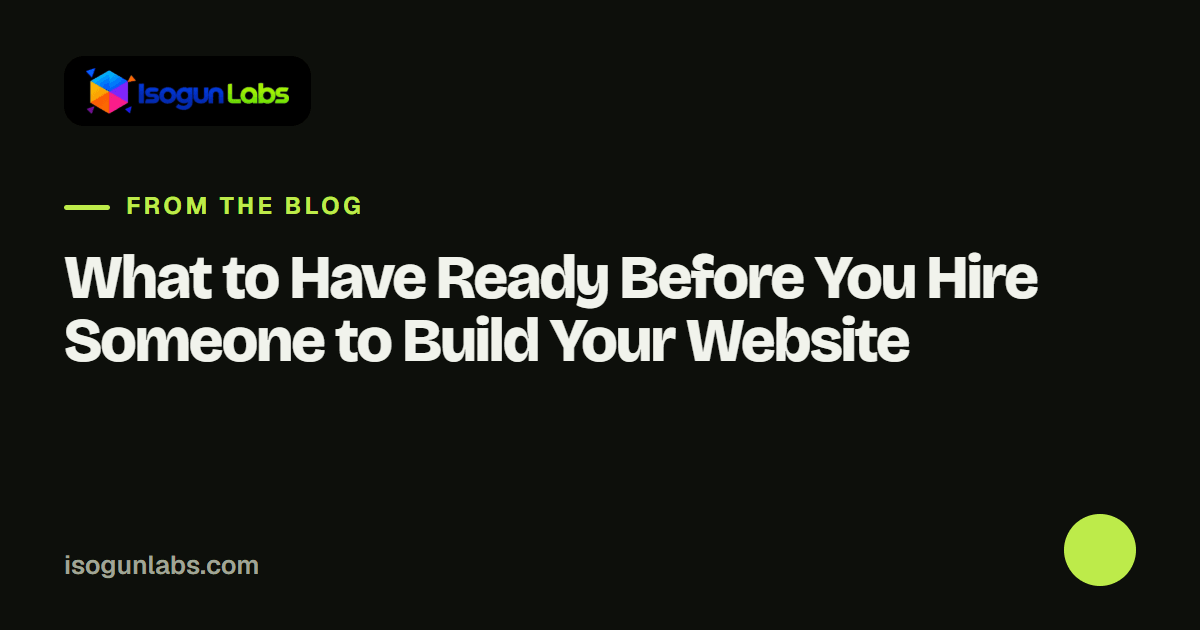 Isogun Labs
FROM THE BLOG
What to Have Ready Before You Hire
Someone to Build Your Website
isogunlabs.com